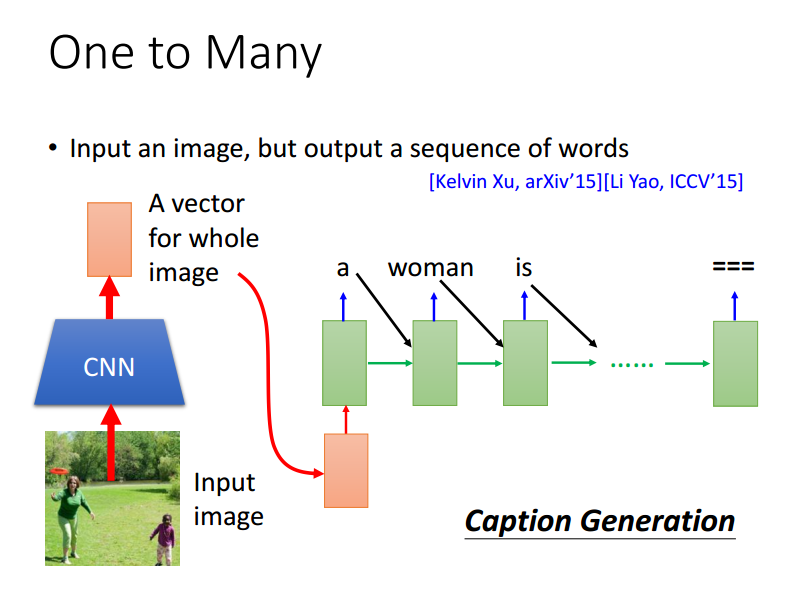 One to Many
• Input an image, but output a sequence of words
[Kelvin Xu, arXiv’15][Li Yao, ICCV’15]
A vector
for whole
image
a woman is ===
CNN
......
Input
image
Caption Generation